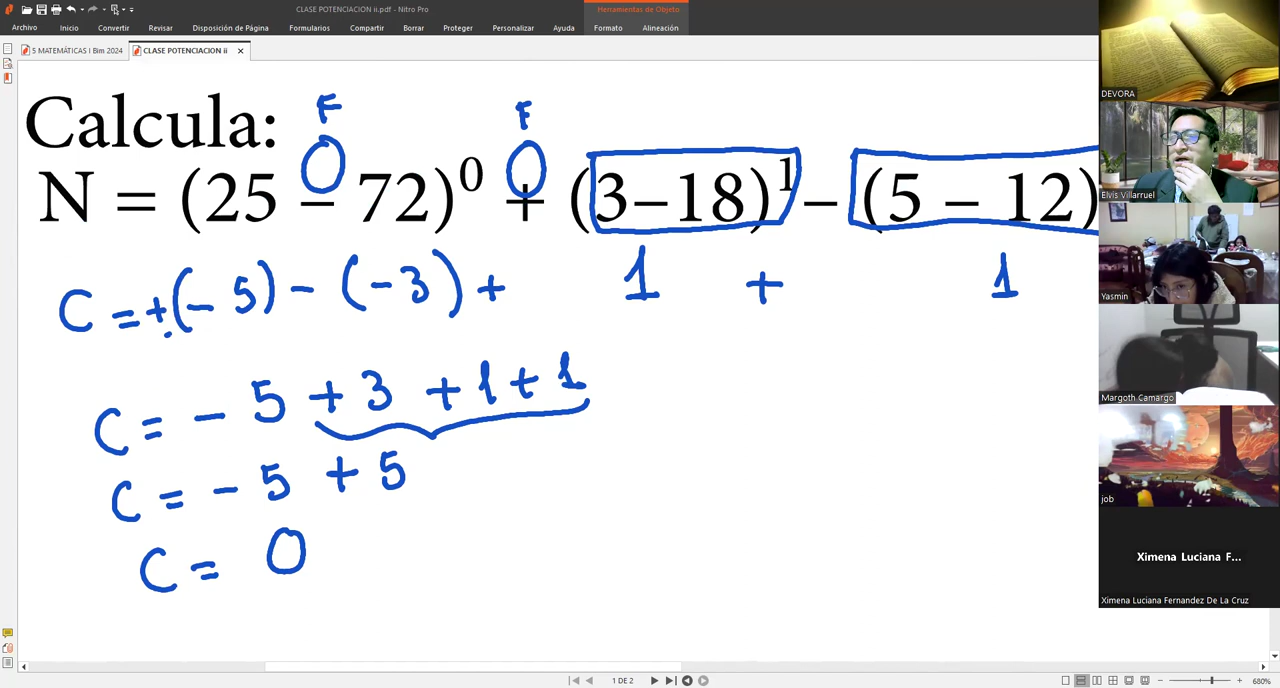 CLASE POTENCIACION ii.pdf - Nitro Pro
Herramientas de Objeto
Archivo Inicio Convertir Revisar Disposición de Página Formularios Compartir Borrar Proteger Personalizar Ayuda Formato Alineación
5 MATEMÁTICAS I Bim 2024 CLASE POTENCIACION ii
F F
Calcula:
0 0
N = (25 – 72)⁰ + (3–18)¹ – (5 – 12)
C = +(- 5) - (-3) + 1 + 1
C = - 5 + 3 + 1 + 1
C = - 5 + 5
C = 0
DEVORA
Elvis Villarruel
Yasmin
Margoth Camargo
job
Ximena Luciana F...
Ximena Luciana Fernandez De La Cruz
1 DE 2
680%